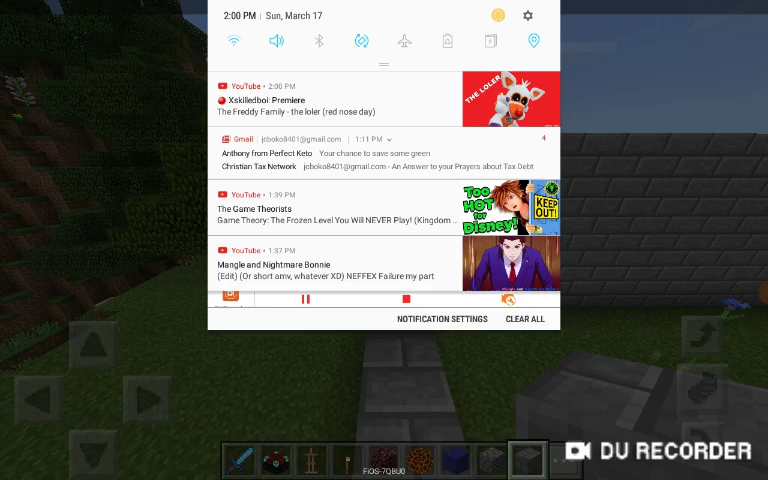 2:00 PM | Sun, March 17
YouTube • 2:00 PM
Xskilledboi: Premiere
The Freddy Family - the loler (red nose day)
THE LOLER
Gmail | jcboko8401@gmail.com | 1:11 PM
4
Anthony from Perfect Keto Your chance to save some green
Christian Tax Network jcboko8401@gmail.com - An Answer to your Prayers about Tax Debt
YouTube • 1:39 PM
The Game Theorists
Game Theory: The Frozen Level You Will NEVER Play! (Kingdom ...
Too
HOT
for
Disney!
KEEP
OUT!
YouTube • 1:37 PM
Mangle and Nightmare Bonnie
(Edit) (Or short amv, whatever XD) NEFFEX Failure my part
NOTIFICATION SETTINGS CLEAR ALL
DU RECORDER
FiOS-7QBU0